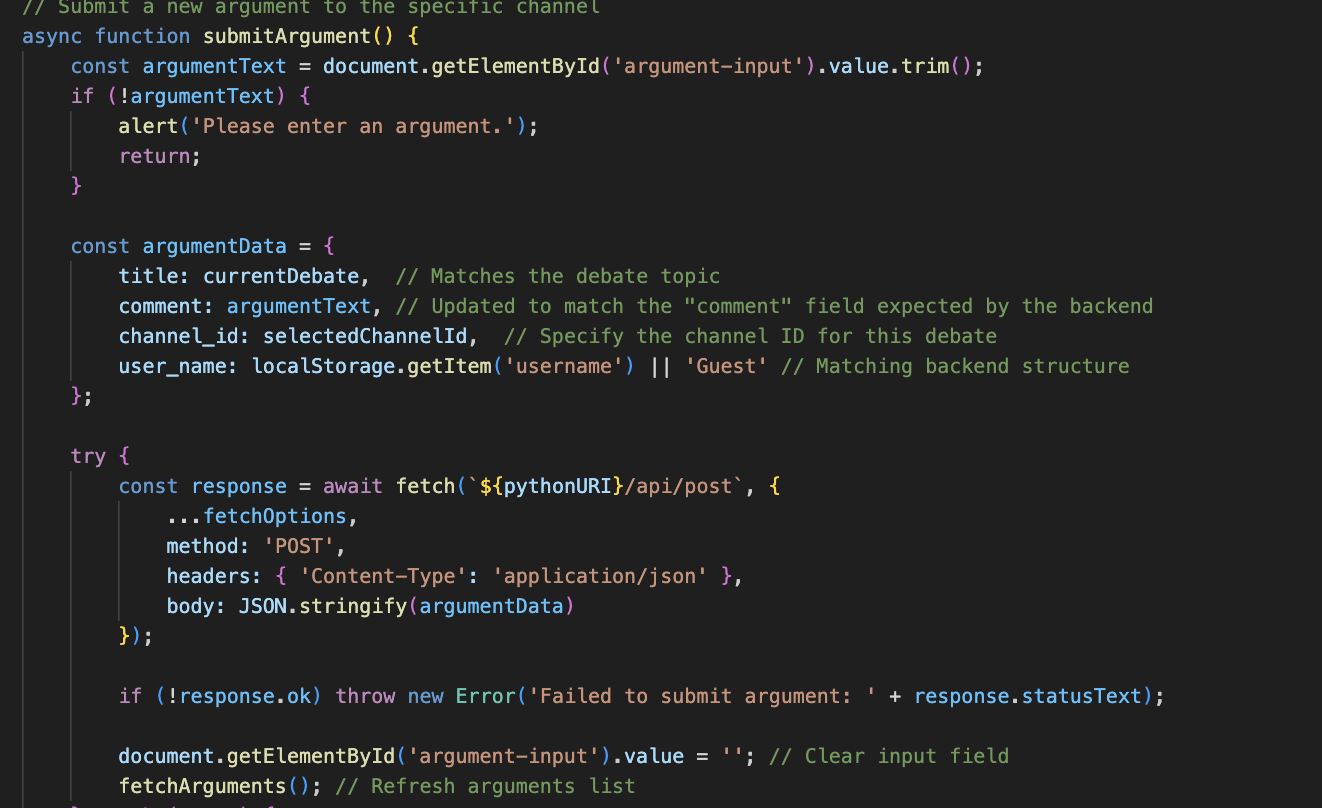 // Submit a new argument to the specific channel
async function submitArgument() {
const argumentText = document.getElementById('argument-input').value.trim();
if (!argumentText) {
alert('Please enter an argument.');
return;
}
const argumentData = {
title: currentDebate,  // Matches the debate topic
comment: argumentText, // Updated to match the "comment" field expected by the backend
channel_id: selectedChannelId,  // Specify the channel ID for this debate
user_name: localStorage.getItem('username') || 'Guest' // Matching backend structure
};
try {
const response = await fetch(`${pythonURI}/api/post`, {
...fetchOptions,
method: 'POST',
headers: { 'Content-Type': 'application/json' },
body: JSON.stringify(argumentData)
});
if (!response.ok) throw new Error('Failed to submit argument: ' + response.statusText);
document.getElementById('argument-input').value = ''; // Clear input field
fetchArguments(); // Refresh arguments list